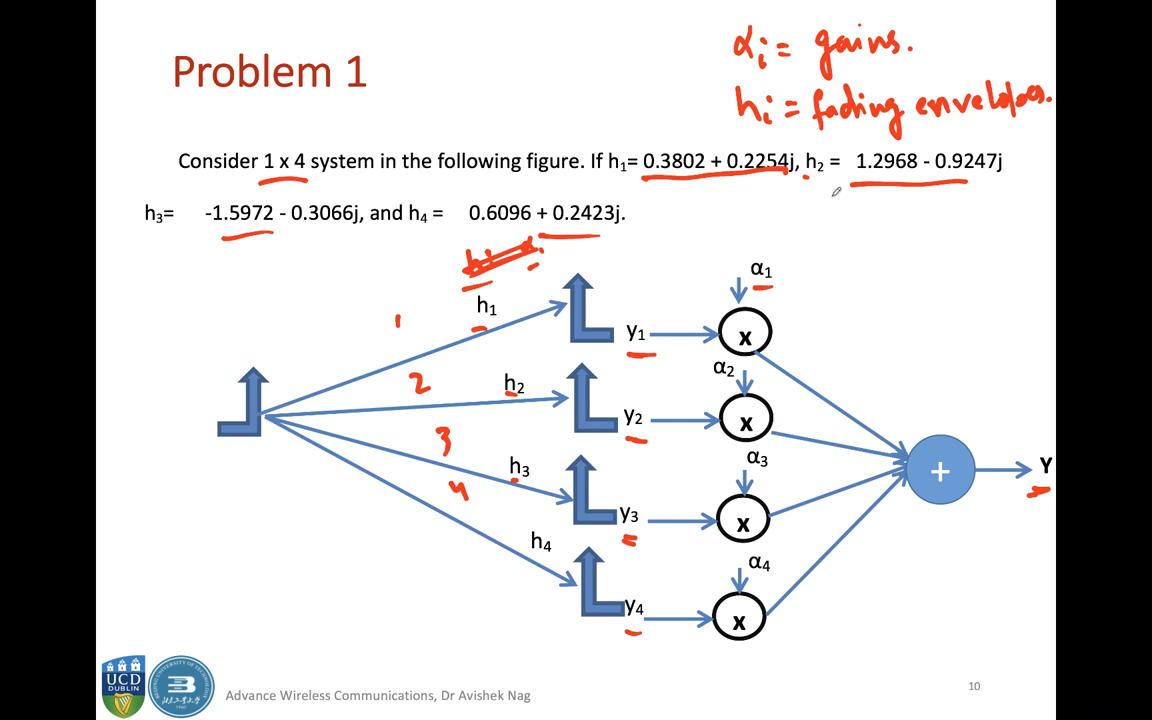 αi = gains.
Problem 1
hi = fading envelopes.
Consider 1 x 4 system in the following figure. If h₁= 0.3802 + 0.2254j, h₂ = 1.2968 - 0.9247j
h₃= -1.5972 - 0.3066j, and h₄ = 0.6096 + 0.2423j.
α₁
1
h₁
y₁
x
α₂
2
h₂
y₂
x
3
α₃
h₃
+
Y
4
y₃
x
h₄
α₄
y₄
x
UCD
DUBLIN
Advance Wireless Communications, Dr Avishek Nag
10